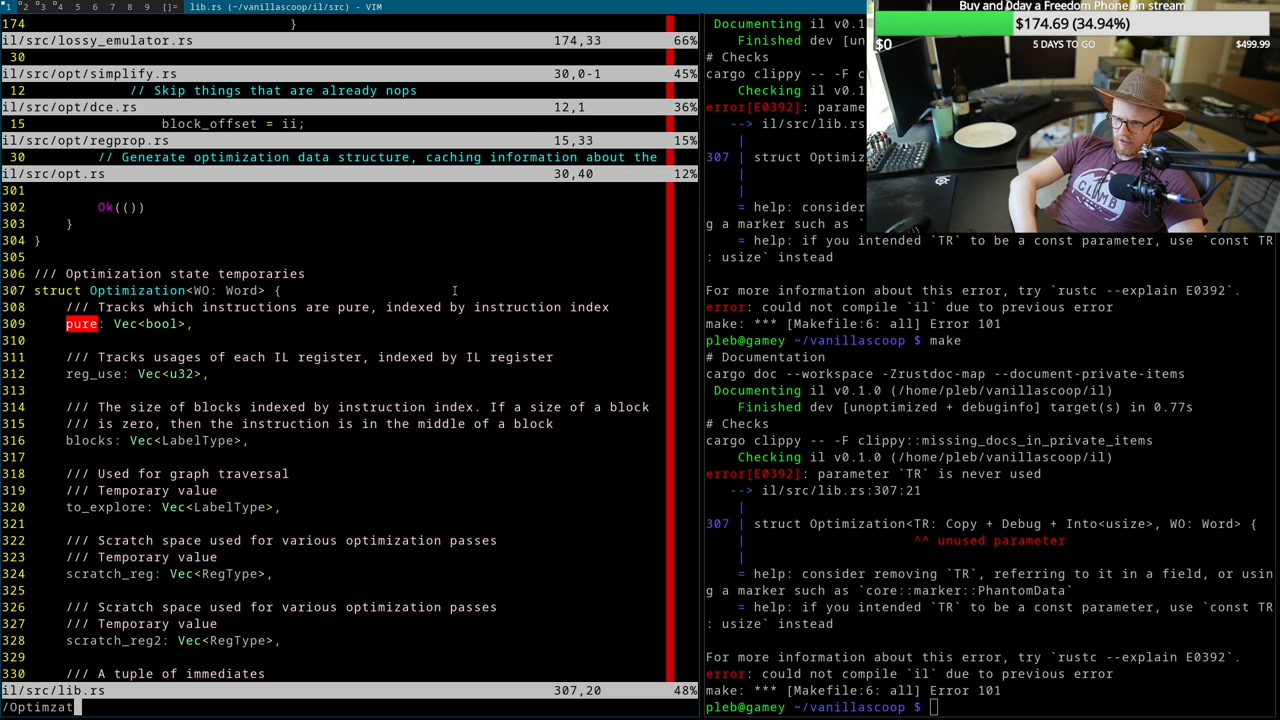 1 2 3 4 5 6 7 8 9 []= lib.rs (~/vanillascoop/il/src) - VIM
174 }
il/src/lossy_emulator.rs 174,33 66%
30
il/src/opt/simplify.rs 30,0-1 45%
12 // Skip things that are already nops
il/src/opt/dce.rs 12,1 36%
15 block_offset = ii;
il/src/opt/regprop.rs 15,33 15%
30 // Generate optimization data structure, caching information about the
il/src/opt.rs 30,40 12%
301
302 Ok(())
303 }
304 }
305
306 /// Optimization state temporaries
307 struct Optimization<WO: Word> {
308 /// Tracks which instructions are pure, indexed by instruction index
309 pure: Vec<bool>,
310
311 /// Tracks usages of each IL register, indexed by IL register
312 reg_use: Vec<u32>,
313
314 /// The size of blocks indexed by instruction index. If a size of a block
315 /// is zero, then the instruction is in the middle of a block
316 blocks: Vec<LabelType>,
317
318 /// Used for graph traversal
319 /// Temporary value
320 to_explore: Vec<LabelType>,
321
322 /// Scratch space used for various optimization passes
323 /// Temporary value
324 scratch_reg: Vec<RegType>,
325
326 /// Scratch space used for various optimization passes
327 /// Temporary value
328 scratch_reg2: Vec<RegType>,
329
330 /// A tuple of immediates
il/src/lib.rs 307,20 48%
/Optimzat
Documenting il v0.1.
Finished dev [un
# Checks
cargo clippy -- -F c
Checking il v0.1
error[E0392]: parame
--> il/src/lib.rs
|
307 | struct Optimiz
|
|
= help: consider
g a marker such as `
= help: if you intended `TR` to be a const parameter, use `const TR
: usize` instead
For more information about this error, try `rustc --explain E0392`.
error: could not compile `il` due to previous error
make: *** [Makefile:6: all] Error 101
pleb@gamey ~/vanillascoop $ make
# Documentation
cargo doc --workspace -Zrustdoc-map --document-private-items
Documenting il v0.1.0 (/home/pleb/vanillascoop/il)
Finished dev [unoptimized + debuginfo] target(s) in 0.77s
# Checks
cargo clippy -- -F clippy::missing_docs_in_private_items
Checking il v0.1.0 (/home/pleb/vanillascoop/il)
error[E0392]: parameter `TR` is never used
--> il/src/lib.rs:307:21
|
307 | struct Optimization<TR: Copy + Debug + Into<usize>, WO: Word> {
| ^^ unused parameter
|
= help: consider removing `TR`, referring to it in a field, or usin
g a marker such as `core::marker::PhantomData`
= help: if you intended `TR` to be a const parameter, use `const TR
: usize` instead
For more information about this error, try `rustc --explain E0392`.
error: could not compile `il` due to previous error
make: *** [Makefile:6: all] Error 101
pleb@gamey ~/vanillascoop $
Buy and 0day a Freedom Phone on stream
$174.69 (34.94%)
$0 5 DAYS TO GO $499.99
CLIMB